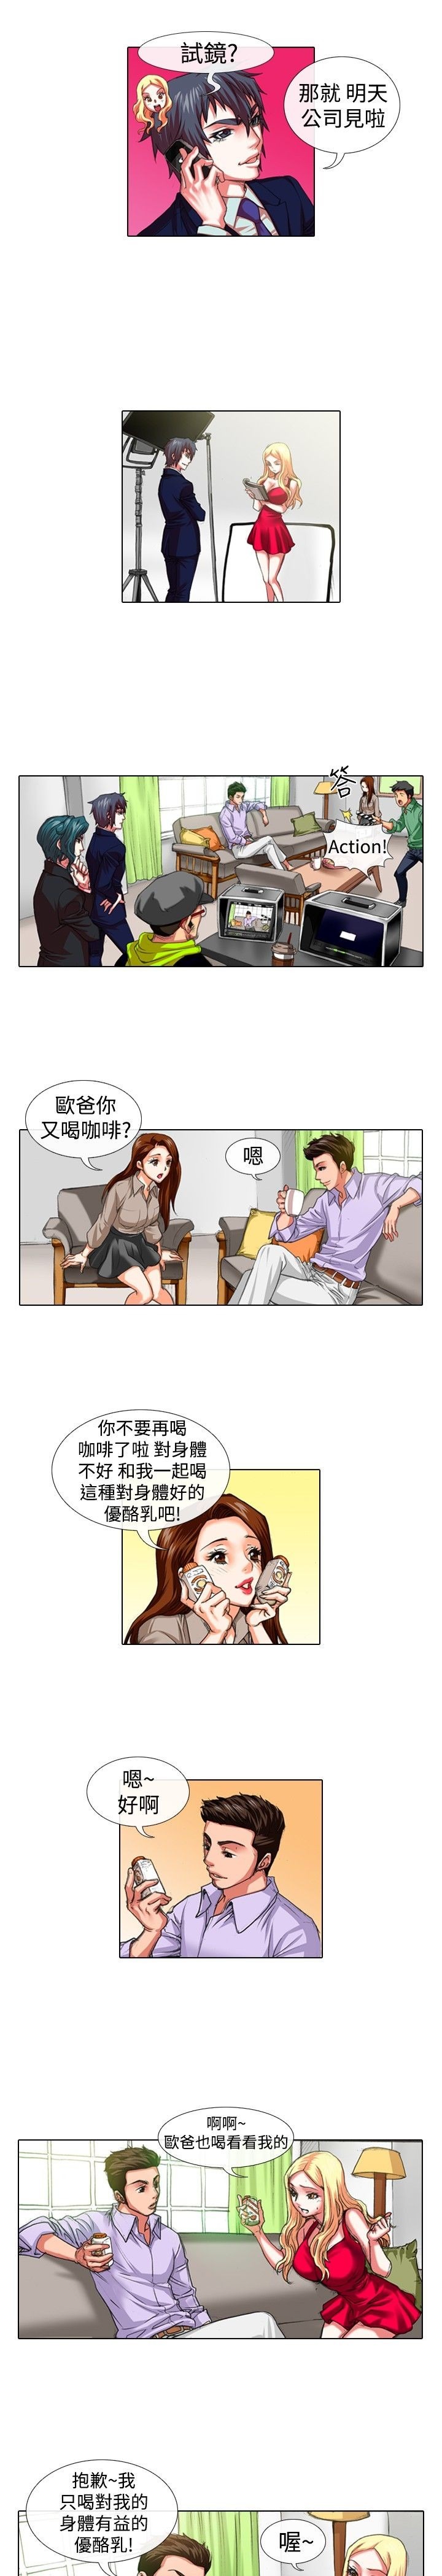 試鏡?
那就 明天
公司見啦
答
Action!
歐爸你
又喝咖啡?
嗯
你不要再喝
咖啡了啦 對身體
不好 和我一起喝
這種對身體好的
優酪乳吧!
嗯~
好啊
啊啊~
歐爸也喝看看我的
抱歉~我
只喝對我的
身體有益的
優酪乳!
喔~